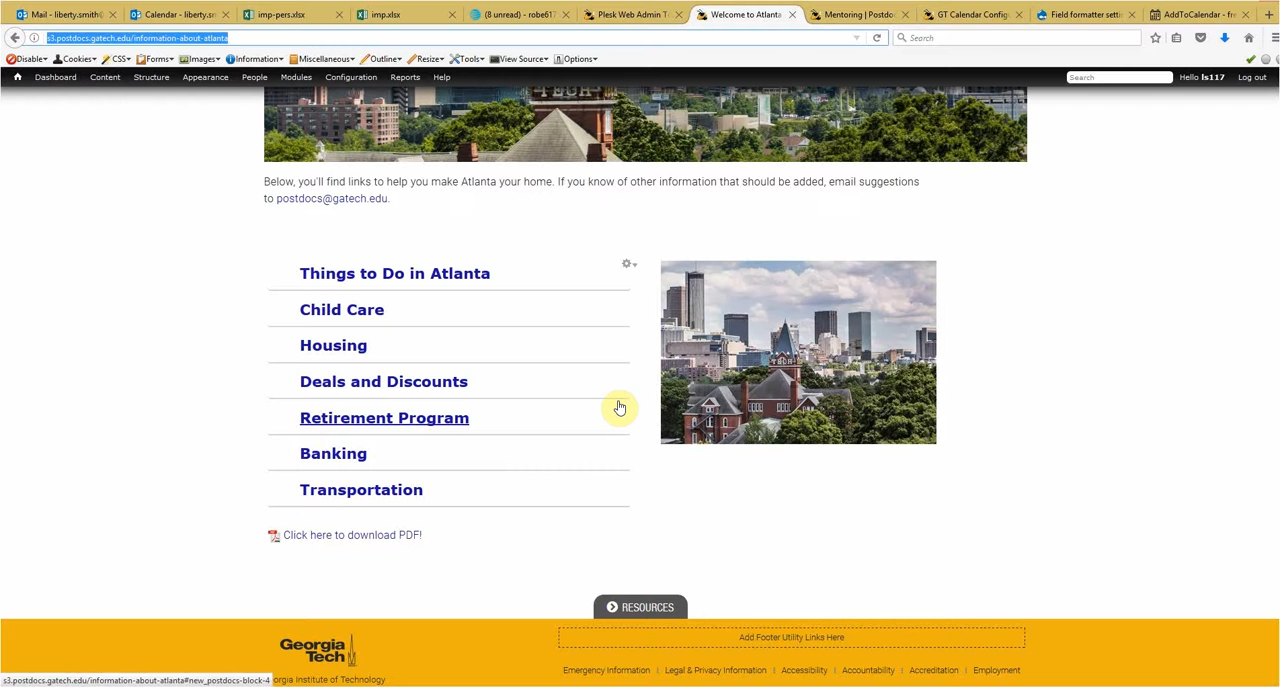 Mail - liberty.smith@ Calendar - liberty.sm imp-pers.xlsx imp.xlsx (8 unread) - robe617 Plesk Web Admin T Welcome to Atlanta Mentoring | Postdoc GT Calendar Config Field formatter setti AddToCalendar - fre
s3.postdocs.gatech.edu/information-about-atlanta Search
Disable Cookies CSS Forms Images Information Miscellaneous Outline Resize Tools View Source Options
Dashboard Content Structure Appearance People Modules Configuration Reports Help Search Hello ls117 Log out
TECH
Below, you'll find links to help you make Atlanta your home. If you know of other information that should be added, email suggestions
to postdocs@gatech.edu.
Things to Do in Atlanta
Child Care
Housing
TECH
Deals and Discounts
Retirement Program
Banking
Transportation
Click here to download PDF!
RESOURCES
Add Footer Utility Links Here
Georgia
Tech
Emergency Information | Legal & Privacy Information | Accessibility | Accountability | Accreditation | Employment
s3.postdocs.gatech.edu/information-about-atlanta#new_postdocs-block-4 orgia Institute of Technology